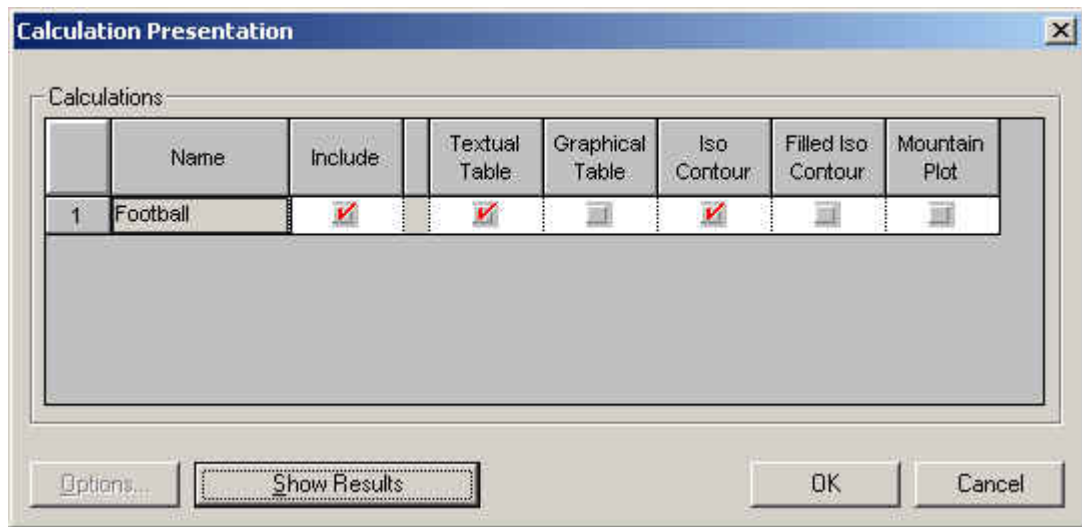 Calculation Presentation
Calculations
Name
Include
Textual
Table
Graphical
Table
Iso
Contour
Filled Iso
Contour
Mountain
Plot
1
Football
Options...
Show Results
OK
Cancel